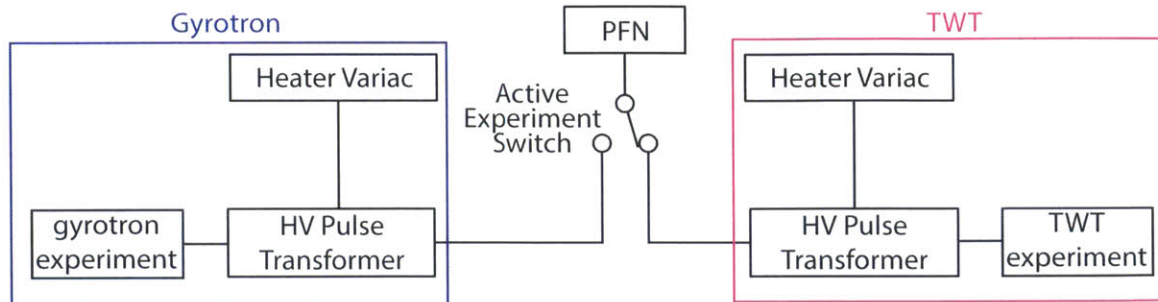 Gyrotron
PFN
TWT
Heater Variac
Heater Variac
Active
Experiment
Switch
gyrotron
experiment
HV Pulse
Transformer
HV Pulse
Transformer
TWT
experiment